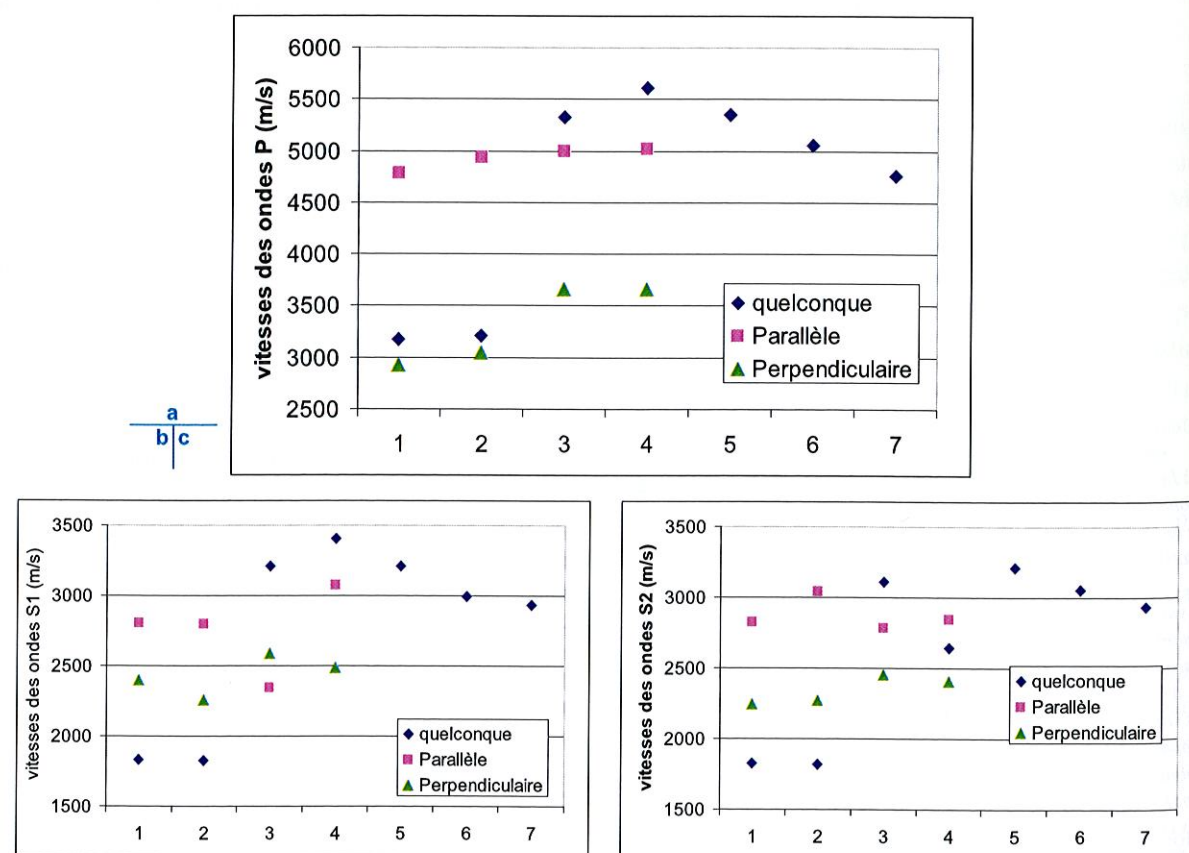 vitesses des ondes P (m/s)
6000
5500
5000
4500
4000
3500
3000
2500
1 2 3 4 5 6 7
quelconque
Parallèle
Perpendiculaire
a
b c
vitesses des ondes S1 (m/s)
3500
3000
2500
2000
1500
1 2 3 4 5 6 7
quelconque
Parallèle
Perpendiculaire
vitesses des ondes S2 (m/s)
3500
3000
2500
2000
1500
1 2 3 4 5 6 7
quelconque
Parallèle
Perpendiculaire